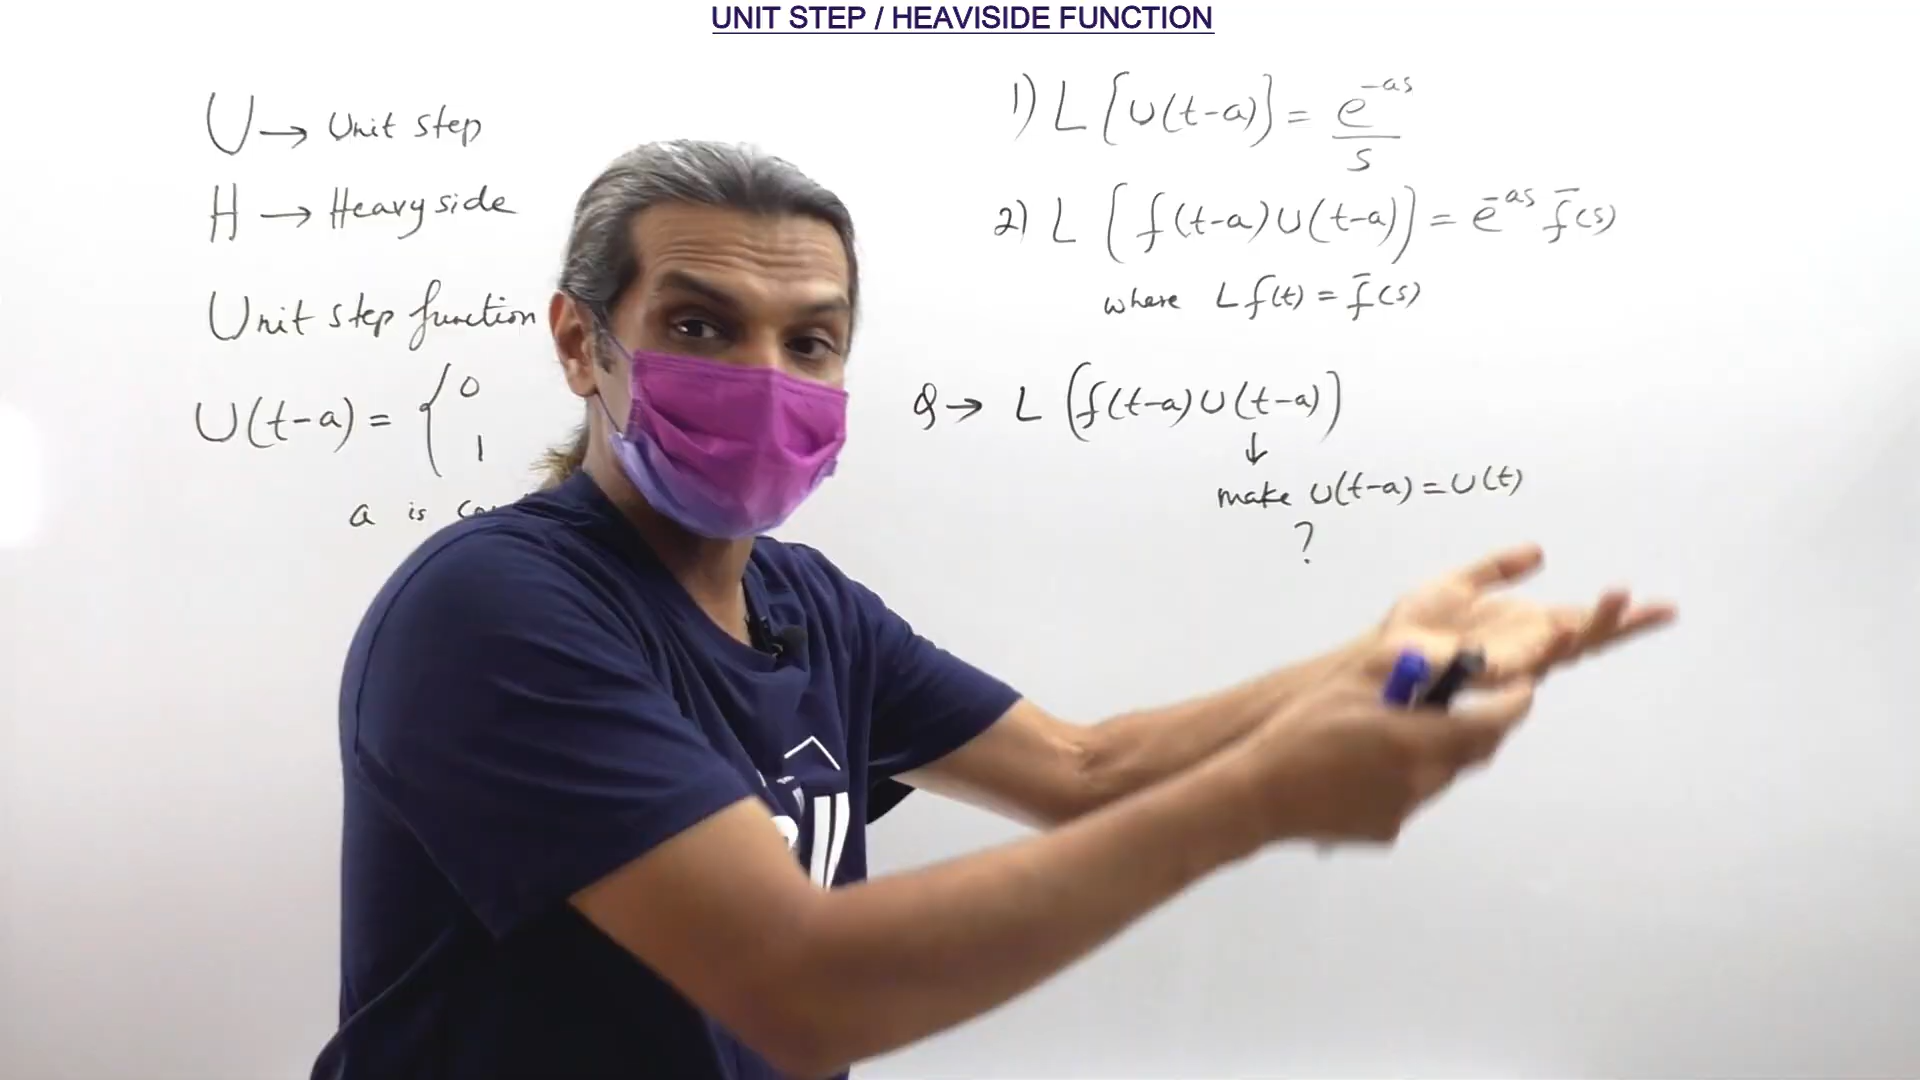 UNIT STEP / HEAVISIDE FUNCTION
U → Unit step
H → Heavyside
Unit step function
U(t-a) = { 0
1
a is
1) L [U(t-a)] = e^-as / s
2) L (f(t-a) U(t-a)) = e^-as f̄(s)
where L f(t) = f̄(s)
Q → L (f(t-a) U(t-a))
↓
make U(t-a) = U(t)
?